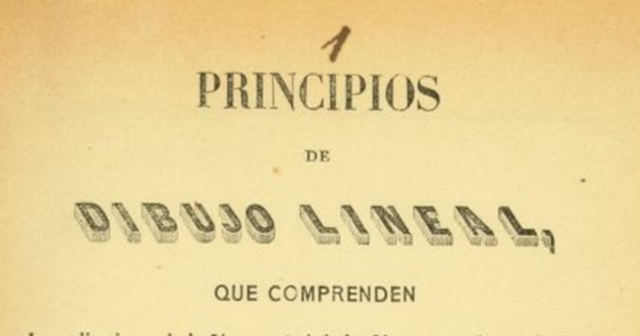 1
PRINCIPIOS
DE
DIBUJO LINEAL,
QUE COMPRENDEN